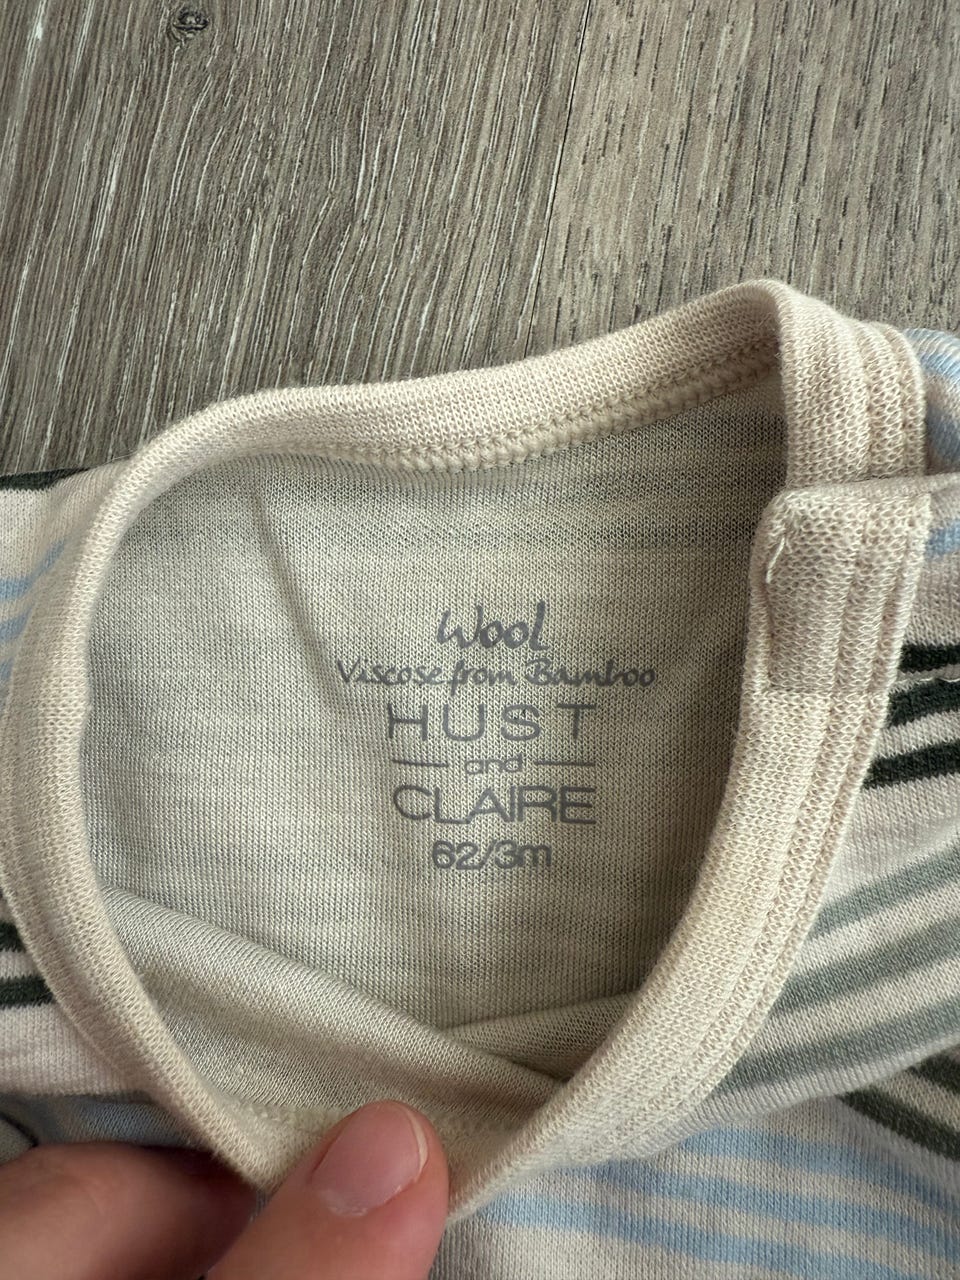 Wool
Viscose from Bamboo
HUST
and
CLAIRE
62/3m